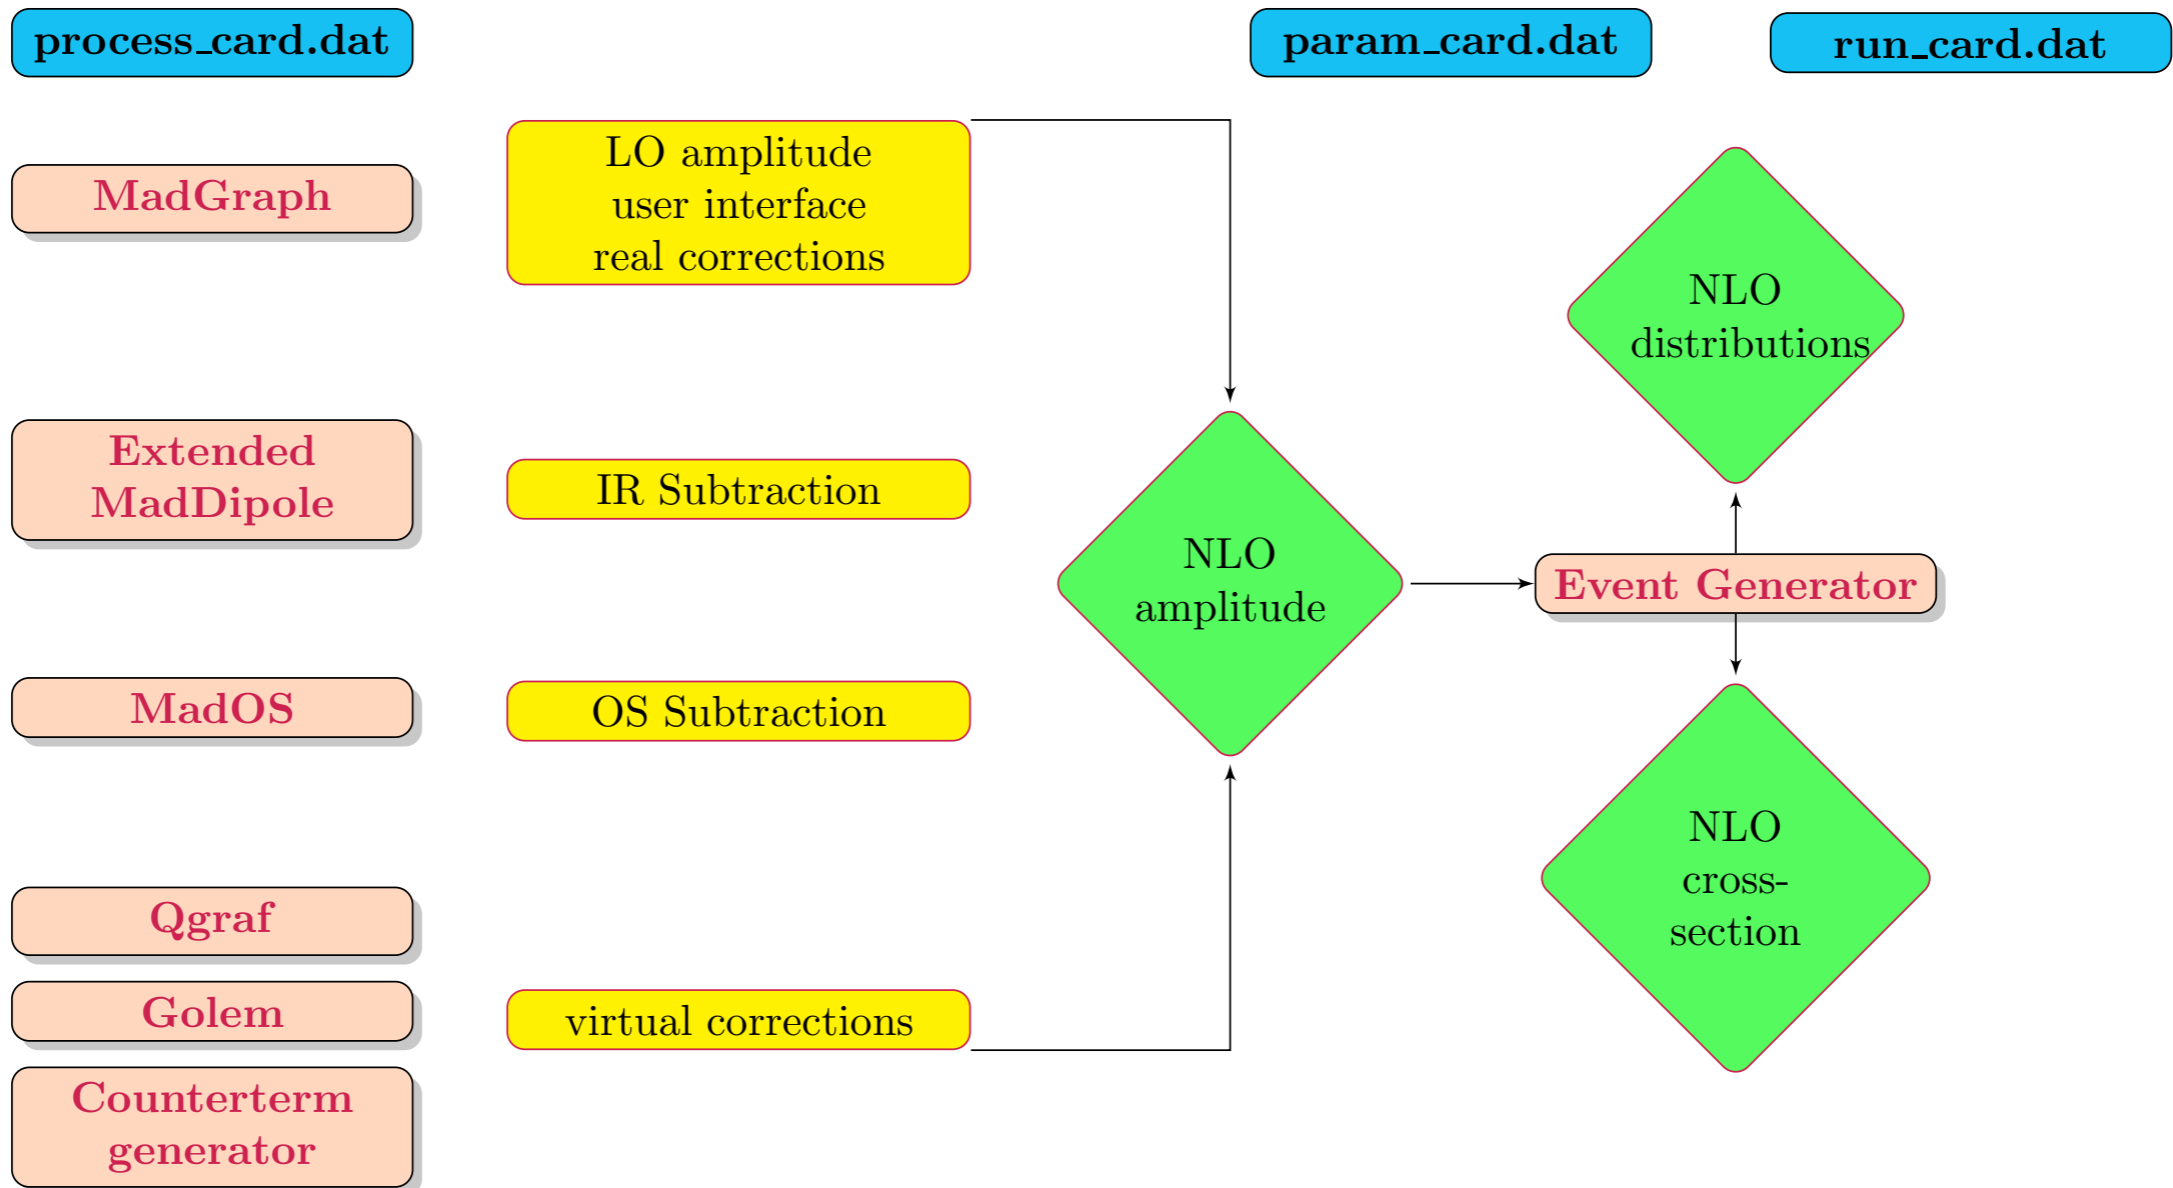 process_card.dat
param_card.dat
run_card.dat
MadGraph
LO amplitude
user interface
real corrections
NLO
distributions
Extended
MadDipole
IR Subtraction
NLO
amplitude
Event Generator
MadOS
OS Subtraction
NLO
cross-
section
Qgraf
Golem
virtual corrections
Counterterm
generator